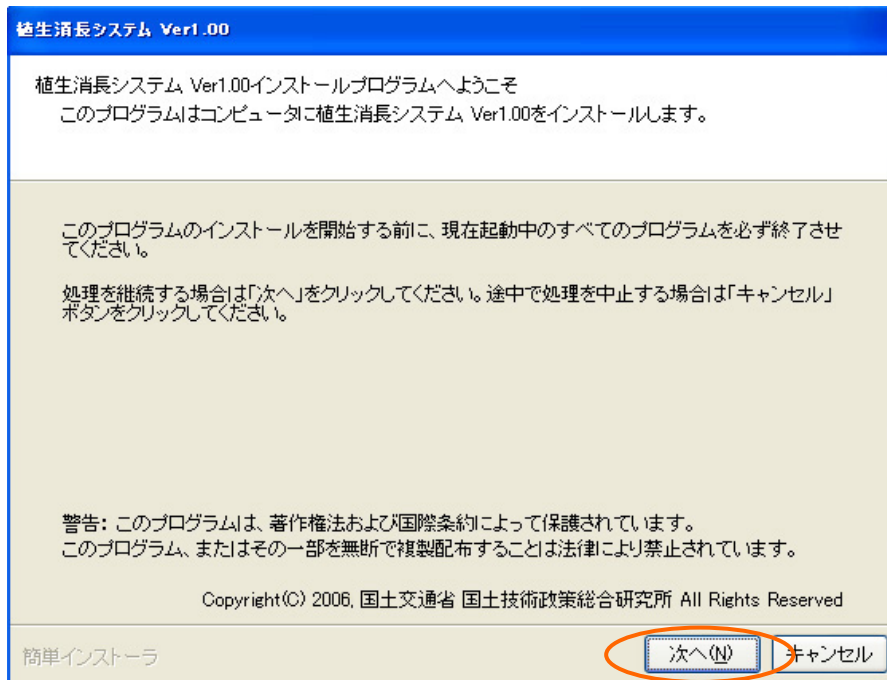 植生消長システム Ver1.00
植生消長システム Ver1.00インストールプログラムへようこそ
このプログラムはコンピュータに植生消長システム Ver1.00をインストールします。
このプログラムのインストールを開始する前に、現在起動中のすべてのプログラムを必ず終了させ
てください。
処理を継続する場合は「次へ」をクリックしてください。途中で処理を中止する場合は「キャンセル」
ボタンをクリックしてください。
警告: このプログラムは、著作権法および国際条約によって保護されています。
このプログラム、またはその一部を無断で複製配布することは法律により禁止されています。
Copyright(C) 2006, 国土交通省 国土技術政策総合研究所 All Rights Reserved
簡単インストーラ
次へ(N)
キャンセル